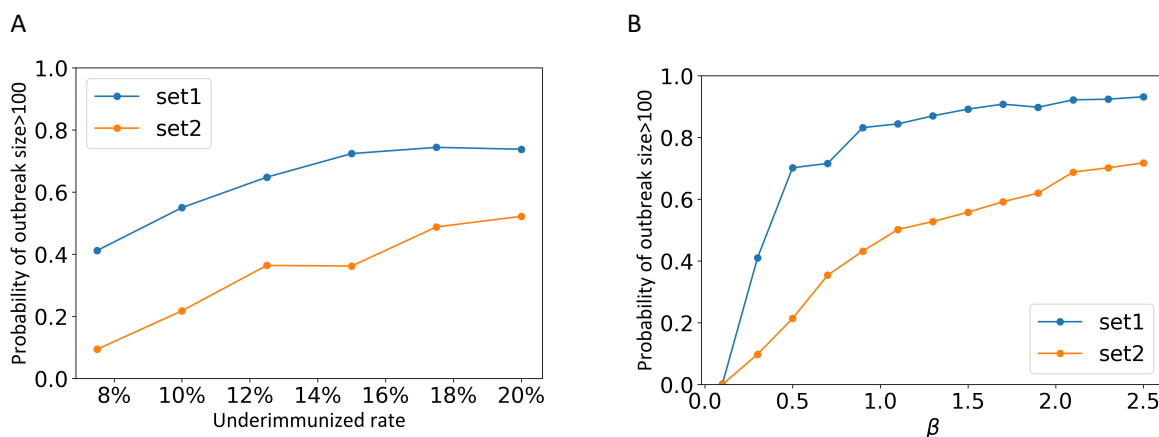 A
B
Probability of outbreak size>100
1.0
0.8
0.6
0.4
0.2
0.0
set1
set2
8% 10% 12% 14% 16% 18% 20%
Underimmunized rate
Probability of outbreak size>100
1.0
0.8
0.6
0.4
0.2
0.0
set1
set2
0.0 0.5 1.0 1.5 2.0 2.5
β